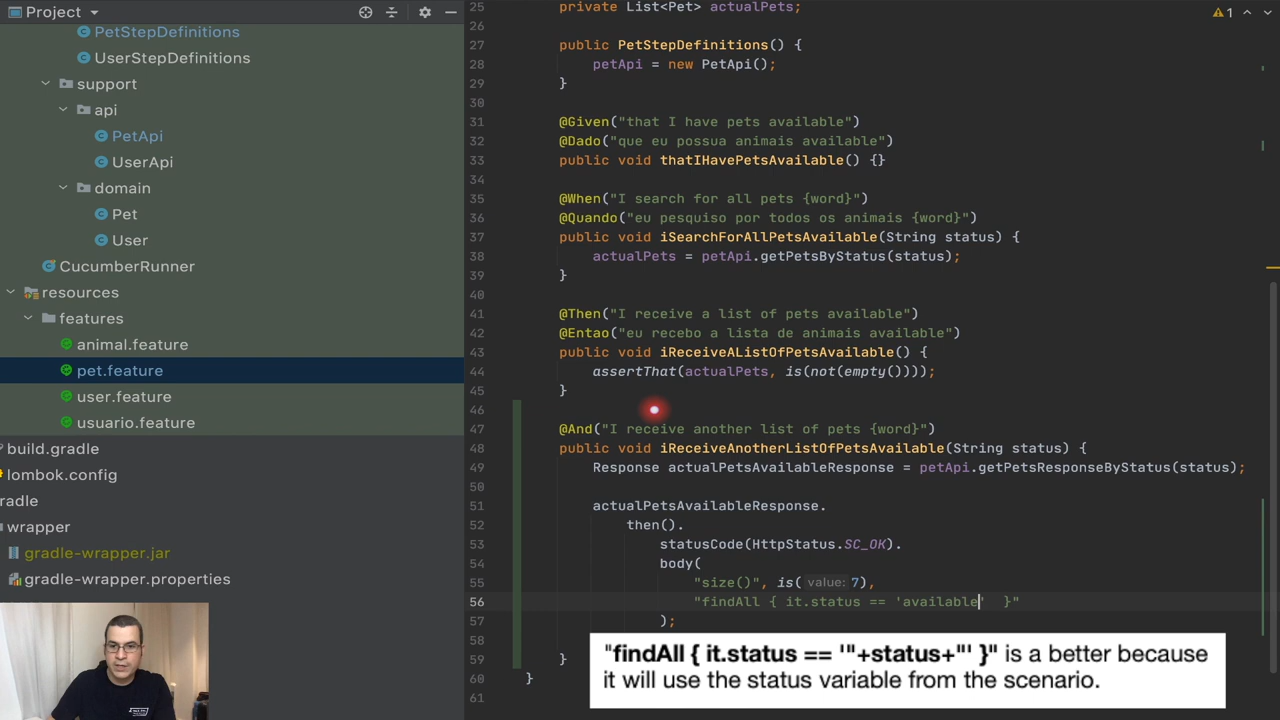 Project
PetStepDefinitions
UserStepDefinitions
support
api
PetApi
UserApi
domain
Pet
User
CucumberRunner
resources
features
animal.feature
pet.feature
user.feature
usuario.feature
build.gradle
lombok.config
radle
wrapper
gradle-wrapper.jar
gradle-wrapper.properties
25 private List<Pet> actualPets;
26
27 public PetStepDefinitions() {
28 petApi = new PetApi();
29 }
30
31 @Given("that I have pets available")
32 @Dado("que eu possua animais available")
33 public void thatIHavePetsAvailable() {}
34
35 @When("I search for all pets {word}")
36 @Quando("eu pesquiso por todos os animais {word}")
37 public void iSearchForAllPetsAvailable(String status) {
38 actualPets = petApi.getPetsByStatus(status);
39 }
40
41 @Then("I receive a list of pets available")
42 @Entao("eu recebo a lista de animais available")
43 public void iReceiveAListOfPetsAvailable() {
44 assertThat(actualPets, is(not(empty())));
45 }
46
47 @And("I receive another list of pets {word}")
48 public void iReceiveAnotherListOfPetsAvailable(String status) {
49 Response actualPetsAvailableResponse = petApi.getPetsResponseByStatus(status);
50
51 actualPetsAvailableResponse.
52 then().
53 statusCode(HttpStatus.SC_OK).
54 body(
55 "size()", is( value: 7),
56 "findAll { it.status == 'available'  }"
57 );
59 }
60 }
61
1
"findAll { it.status == '"+status+"' }" is a better because
it will use the status variable from the scenario.